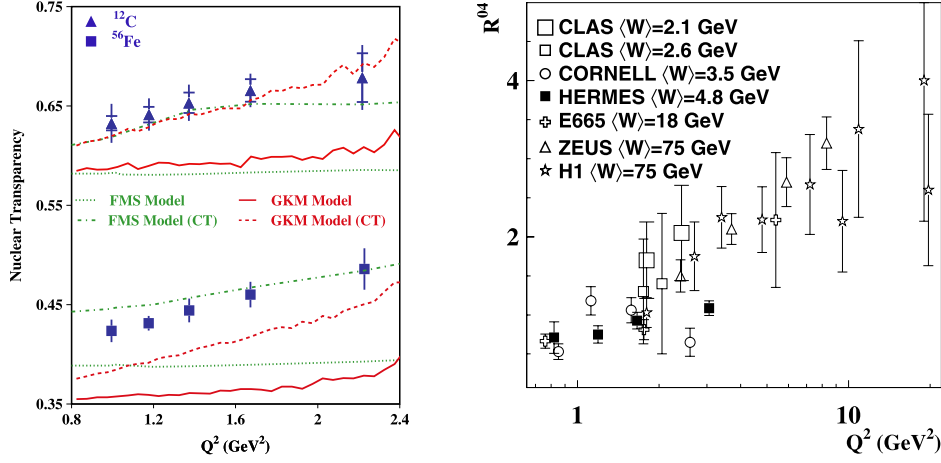 ¹²C
⁵⁶Fe
0.75
0.65
0.55
0.45
0.35
Nuclear Transparency
FMS Model
GKM Model
FMS Model (CT)
GKM Model (CT)
0.8
1.2
1.6
2
2.4
Q² (GeV²)
R⁰⁴
CLAS ⟨W⟩=2.1 GeV
CLAS ⟨W⟩=2.6 GeV
CORNELL ⟨W⟩=3.5 GeV
HERMES ⟨W⟩=4.8 GeV
E665 ⟨W⟩=18 GeV
ZEUS ⟨W⟩=75 GeV
H1 ⟨W⟩=75 GeV
4
2
1
10
Q² (GeV²)